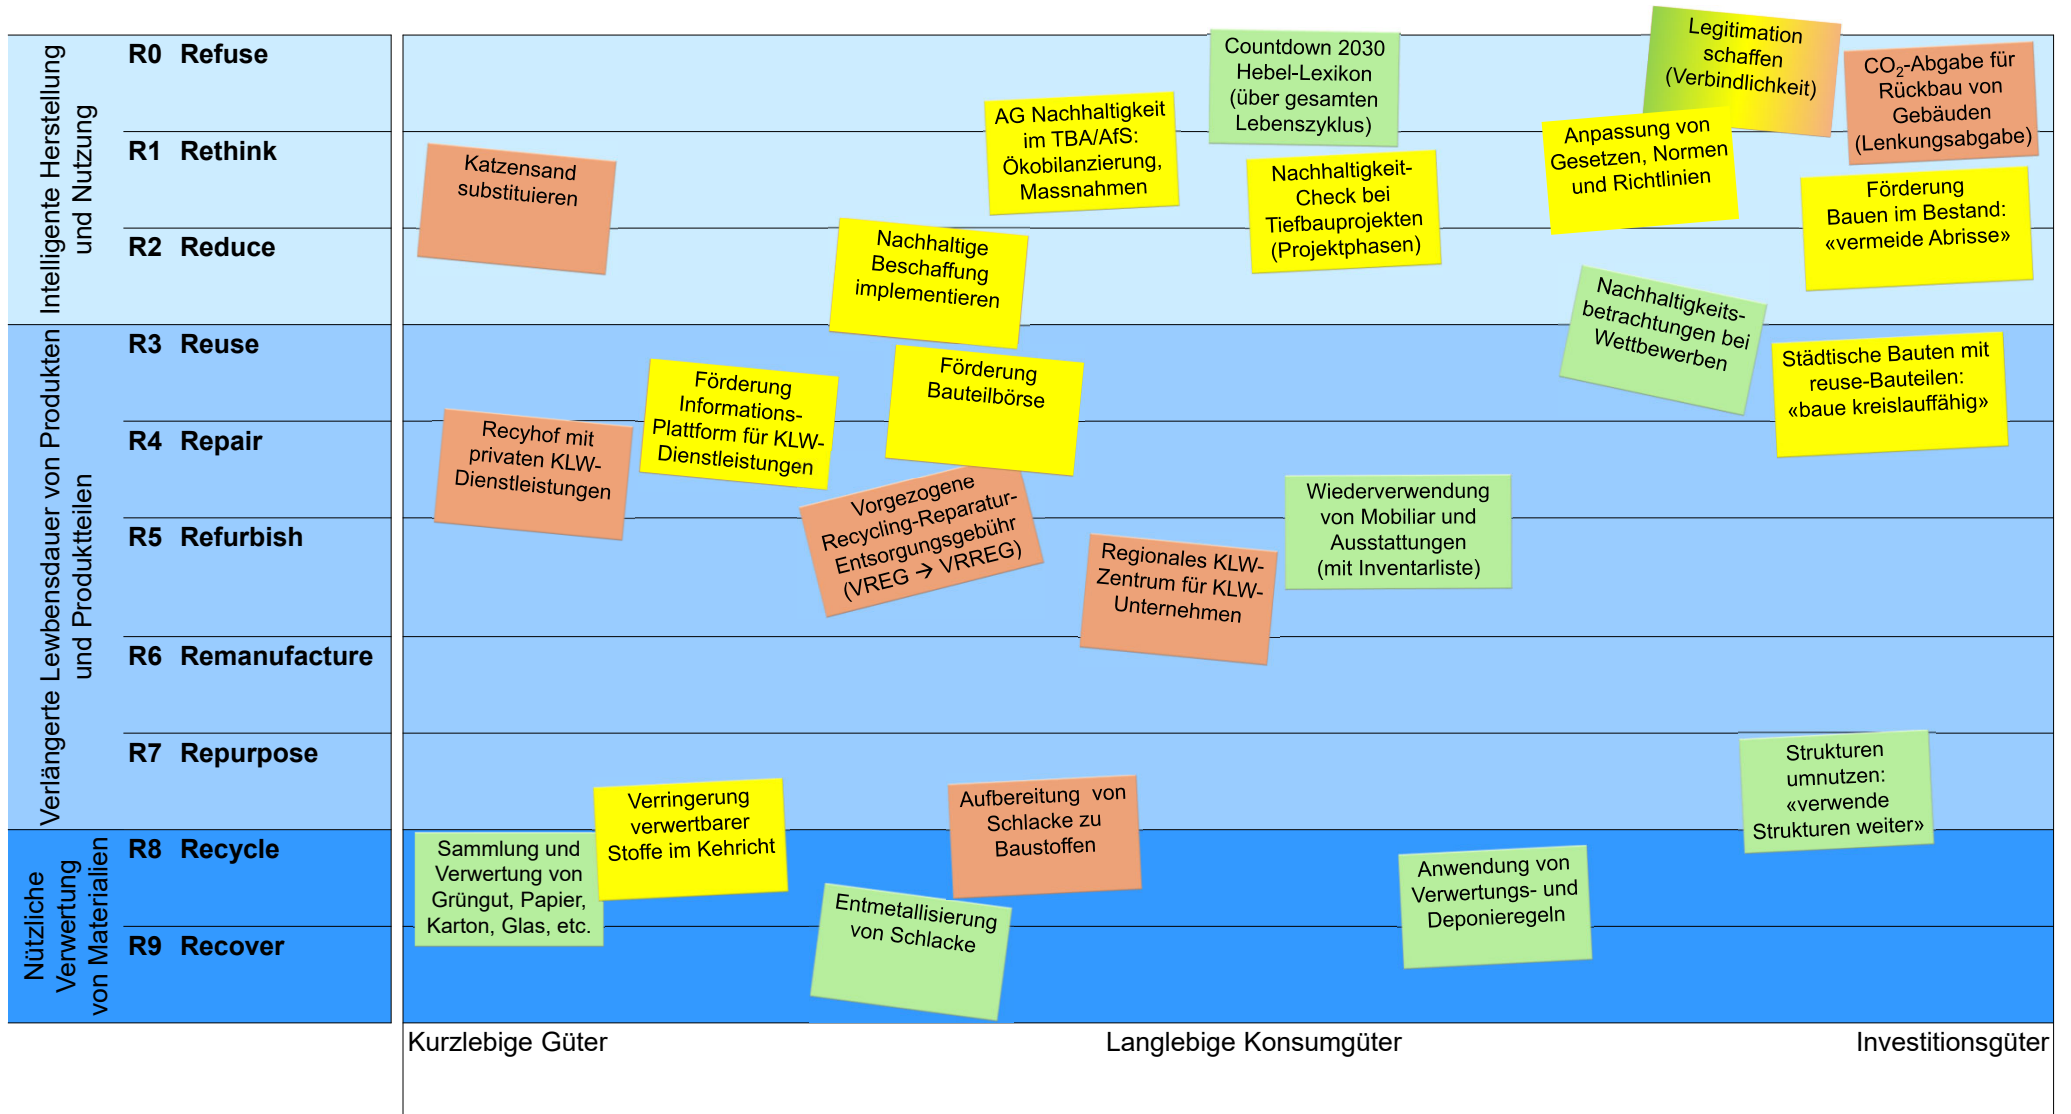 Intelligente Herstellung
und Nutzung
R0 Refuse
R1 Rethink
R2 Reduce
Verlängerte Lewbensdauer von Produkten
und Produktteilen
R3 Reuse
R4 Repair
R5 Refurbish
R6 Remanufacture
R7 Repurpose
Nützliche
Verwertung
von Materialien
R8 Recycle
R9 Recover
Countdown 2030
Hebel-Lexikon
(über gesamten
Lebenszyklus)
Legitimation
schaffen
(Verbindlichkeit)
CO₂-Abgabe für
Rückbau von
Gebäuden
(Lenkungsabgabe)
AG Nachhaltigkeit
im TBA/AfS:
Ökobilanzierung,
Massnahmen
Anpassung von
Gesetzen, Normen
und Richtlinien
Katzensand
substituieren
Nachhaltigkeit-
Check bei
Tiefbauprojekten
(Projektphasen)
Förderung
Bauen im Bestand:
«vermeide Abrisse»
Nachhaltige
Beschaffung
implementieren
Nachhaltigkeits-
betrachtungen bei
Wettbewerben
Städtische Bauten mit
reuse-Bauteilen:
«baue kreislauffähig»
Förderung
Informations-
Plattform für KLW-
Dienstleistungen
Förderung
Bauteilbörse
Recyhof mit
privaten KLW-
Dienstleistungen
Vorgezogene
Recycling-Reparatur-
Entsorgungsgebühr
(VREG → VRREG)
Wiederverwendung
von Mobiliar und
Ausstattungen
(mit Inventarliste)
Regionales KLW-
Zentrum für KLW-
Unternehmen
Strukturen
umnutzen:
«verwende
Strukturen weiter»
Verringerung
verwertbarer
Stoffe im Kehricht
Aufbereitung von
Schlacke zu
Baustoffen
Sammlung und
Verwertung von
Grüngut, Papier,
Karton, Glas, etc.
Anwendung von
Verwertungs- und
Deponieregeln
Entmetallisierung
von Schlacke
Kurzlebige Güter
Langlebige Konsumgüter
Investitionsgüter